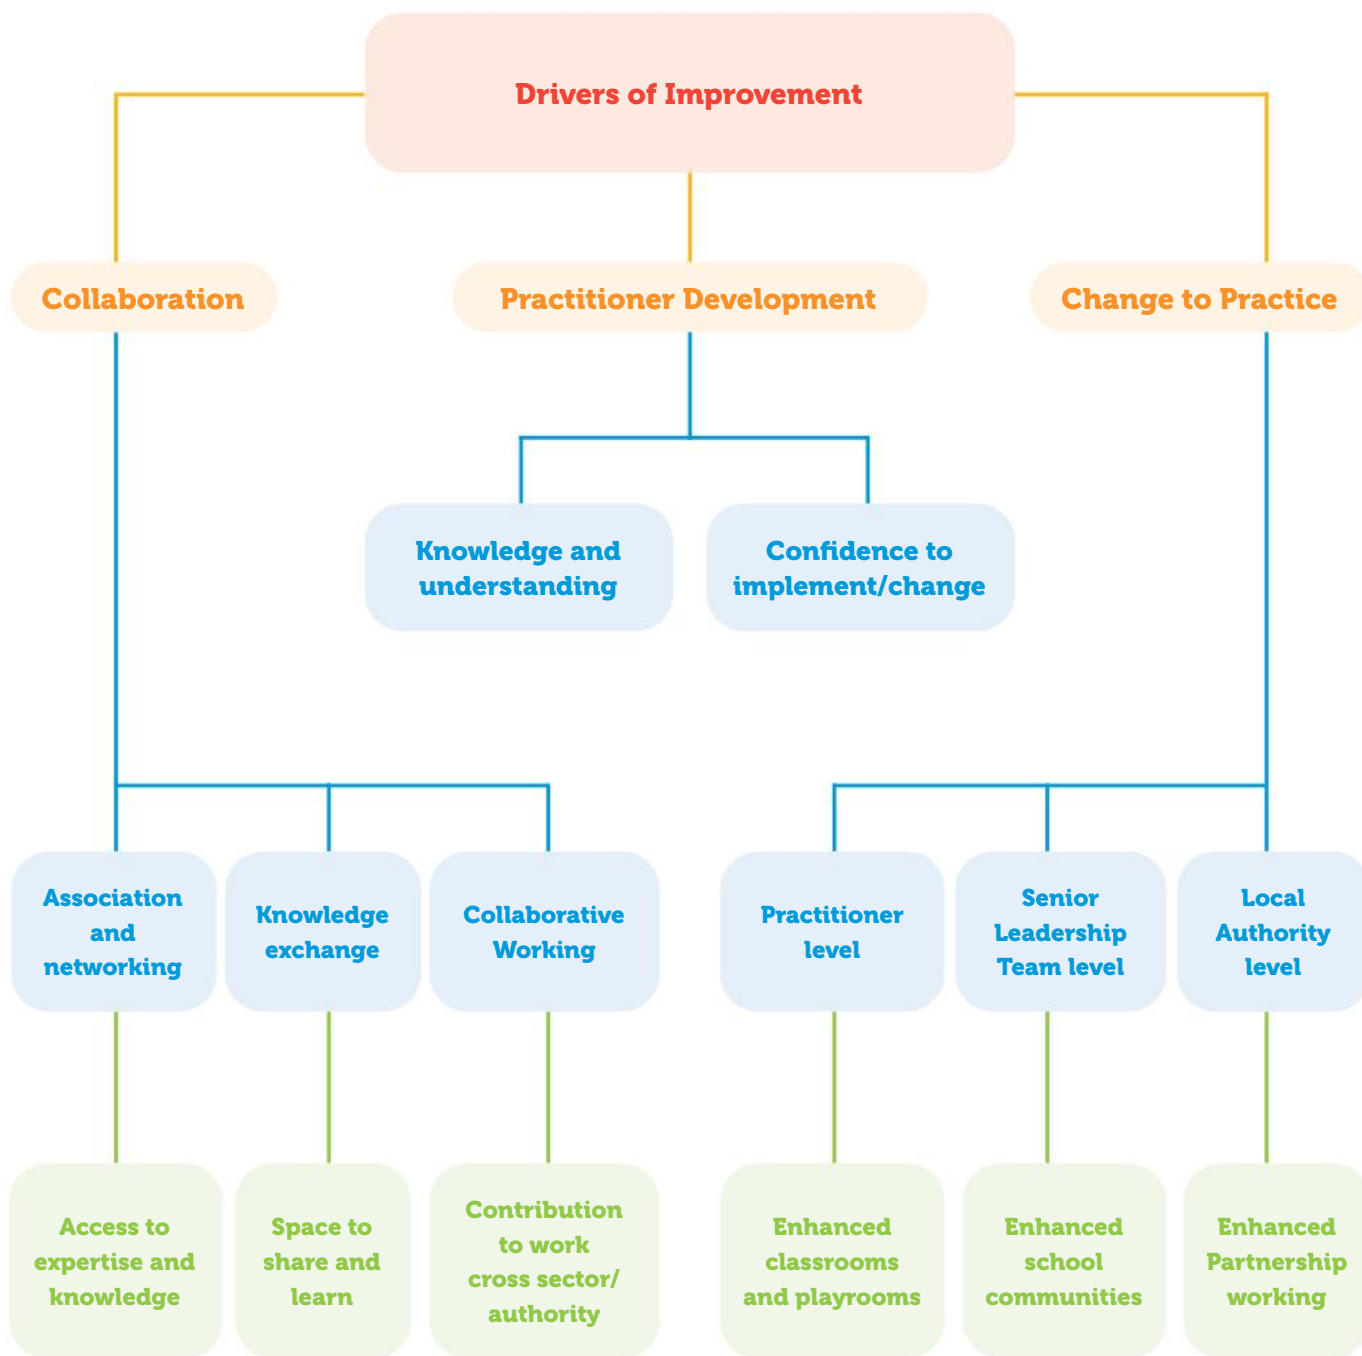 Drivers of Improvement
Collaboration
Practitioner Development
Change to Practice
Knowledge and
understanding
Confidence to
implement/change
Association
and
networking
Knowledge
exchange
Collaborative
Working
Practitioner
level
Senior
Leadership
Team level
Local
Authority
level
Access to
expertise and
knowledge
Space to
share and
learn
Contribution
to work
cross sector/
authority
Enhanced
classrooms
and playrooms
Enhanced
school
communities
Enhanced
Partnership
working